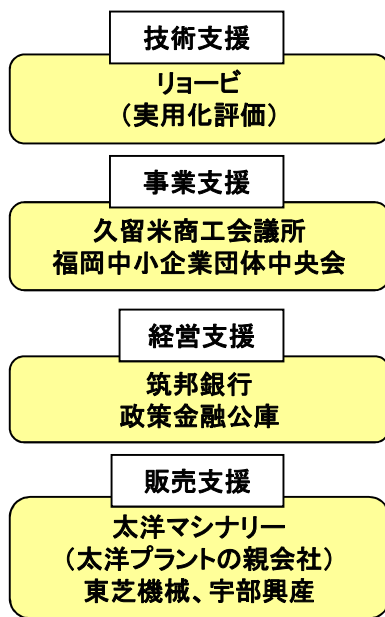 技術支援
リョービ
（実用化評価）
事業支援
久留米商工会議所
福岡中小企業団体中央会
経営支援
筑邦銀行
政策金融公庫
販売支援
太洋マシナリー
（太洋プラントの親会社）
東芝機械、宇部興産